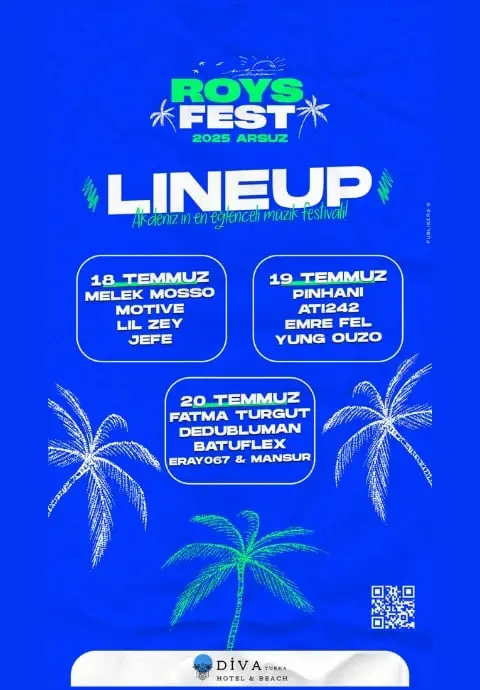 ROYS
FEST
2025 ARSUZ
LINEUP
Akdeniz'in en eğlenceli müzik festivali!
PUBLIKERS ®
18 TEMMUZ
MELEK MOSSO
MOTIVE
LIL ZEY
JEFE
19 TEMMUZ
PINHANI
ATI242
EMRE FEL
YUNG OUZO
20 TEMMUZ
FATMA TURGUT
DEDUBLUMAN
BATUFLEX
ERAY067 & MANSUR
DİVA TURKA
HOTEL & BEACH